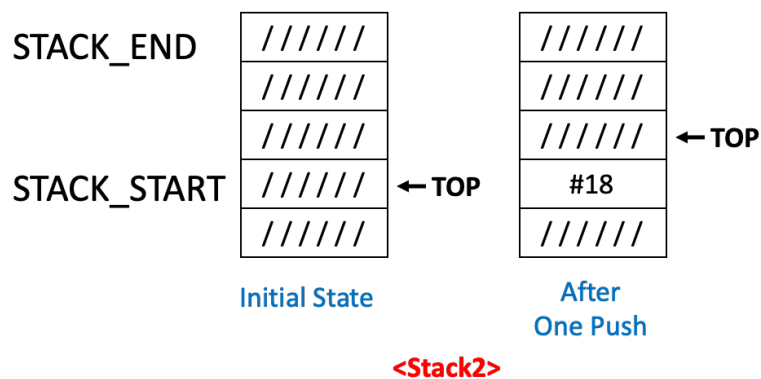 STACK_END
//////
//////
//////
//////
//////
← TOP
STACK_START
//////
//////
//////
← TOP
#18
//////
Initial State
After
One Push
<Stack2>